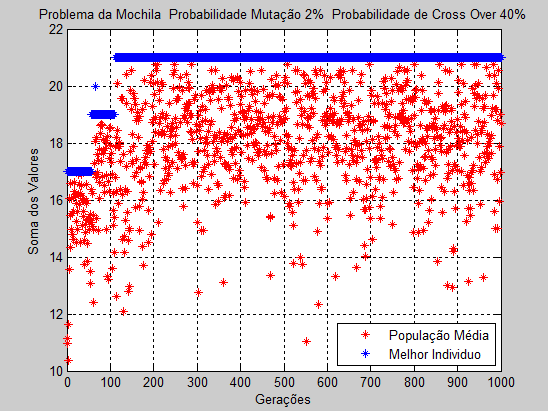 Problema da Mochila  Probabilidade Mutação 2%  Probabilidade de Cross Over 40%
22
20
18
16
14
12
10
Soma dos Valores
População Média
Melhor Individuo
0 100 200 300 400 500 600 700 800 900 1000
Gerações